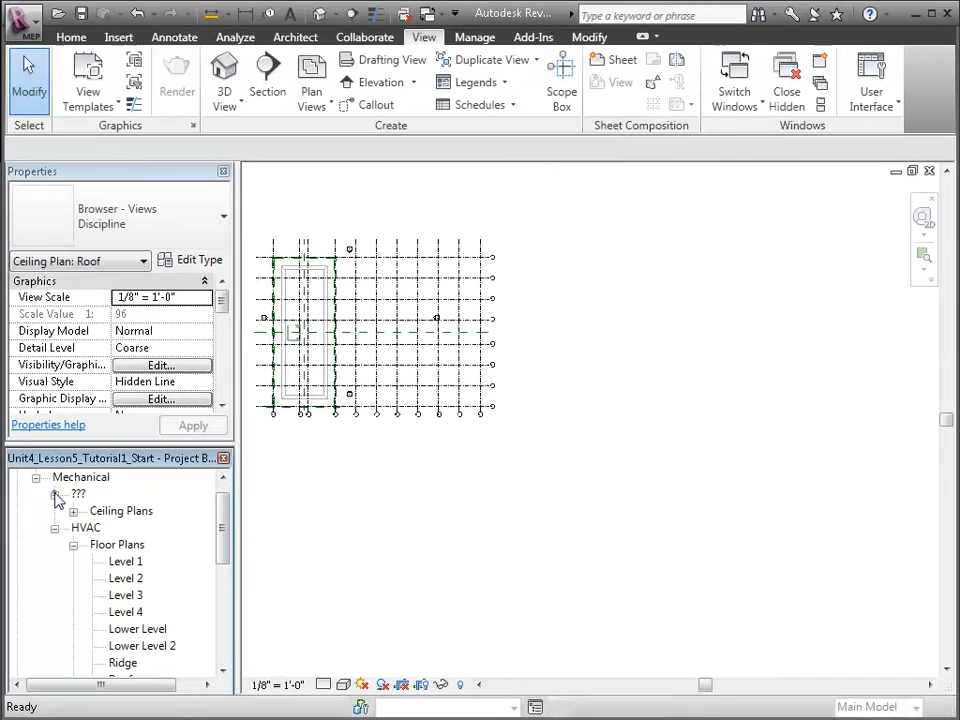 MEP
Autodesk Rev...
Type a keyword or phrase
Home Insert Annotate Analyze Architect Collaborate View Manage Add-Ins Modify
Modify
View
Templates
Render
3D
View
Section
Plan
Views
Drafting View
Elevation
Callout
Duplicate View
Legends
Schedules
Scope
Box
Sheet
View
Switch
Windows
Close
Hidden
User
Interface
Select Graphics Create Sheet Composition Windows
Properties
Browser - Views
Discipline
Ceiling Plan: Roof Edit Type
Graphics
View Scale 1/8" = 1'-0"
Scale Value 1: 96
Display Model Normal
Detail Level Coarse
Visibility/Graphi... Edit...
Visual Style Hidden Line
Graphic Display ... Edit...
Properties help Apply
Unit4_Lesson5_Tutorial1_Start - Project B...
Mechanical
???
Ceiling Plans
HVAC
Floor Plans
Level 1
Level 2
Level 3
Level 4
Lower Level
Lower Level 2
Ridge
2D
1/8" = 1'-0"
Ready
Main Model